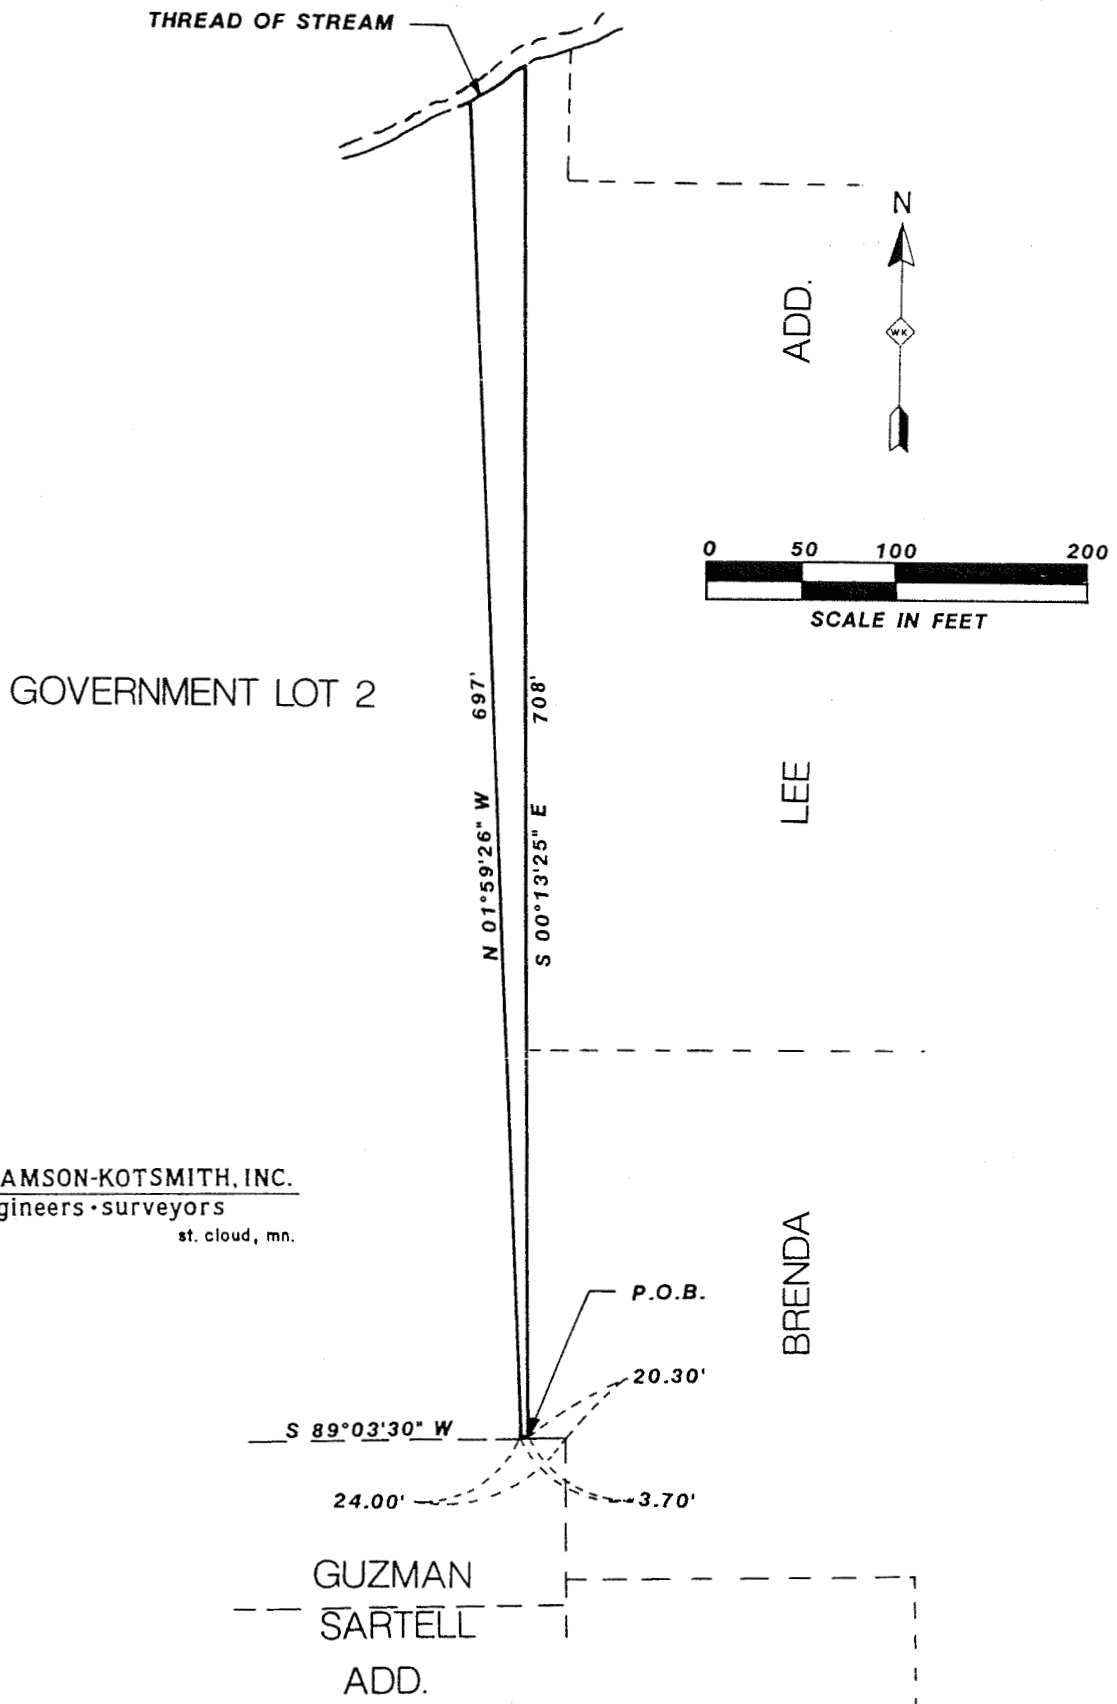 THREAD OF STREAM
N
ADD.
WK
0 50 100 200
SCALE IN FEET
GOVERNMENT LOT 2
697'
708'
LEE
N 01°59'26" W
S 00°13'25" E
AMSON-KOTSMITH, INC.
gineers • surveyors
st. cloud, mn.
BRENDA
P.O.B.
20.30'
S 89°03'30" W
24.00'
3.70'
GUZMAN
SARTELL
ADD.